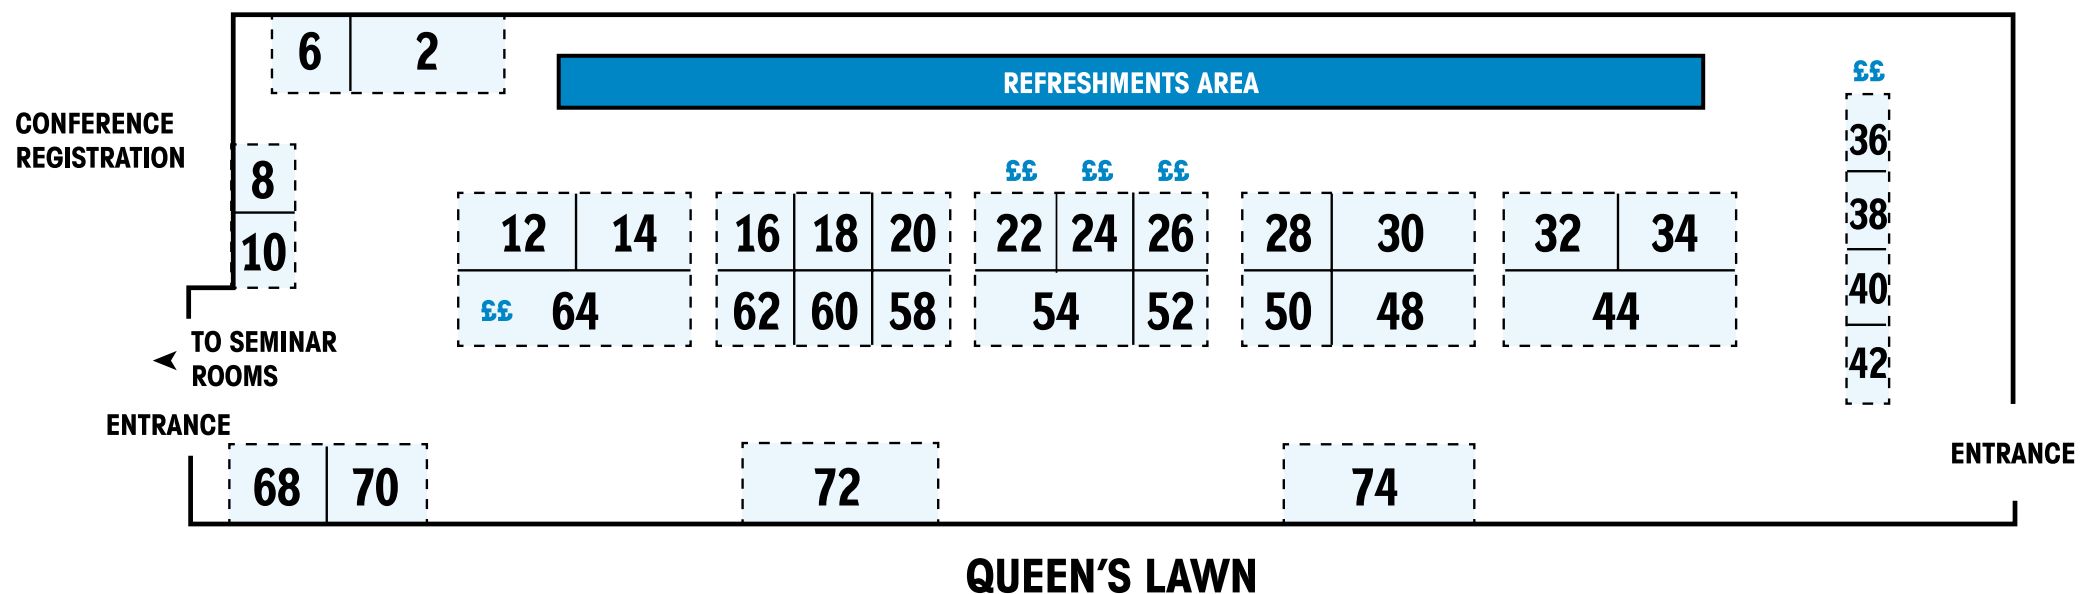 6 2
REFRESHMENTS AREA
££
CONFERENCE
REGISTRATION
36
8
££ ££ ££
38
12 14 16 18 20 22 24 26 28 30 32 34
10
40
££ 64 62 60 58 54 52 50 48 44
TO SEMINAR
ROOMS
42
ENTRANCE
ENTRANCE
68 70 72 74
QUEEN'S LAWN